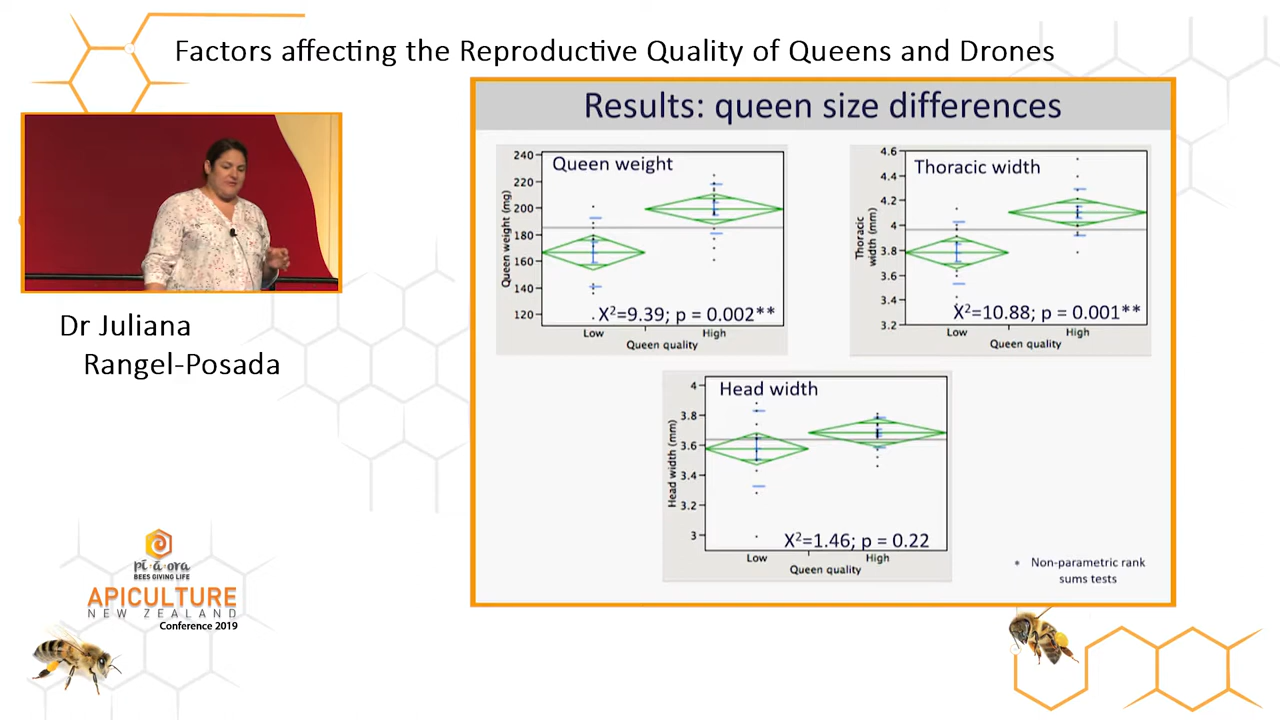 Factors affecting the Reproductive Quality of Queens and Drones
Results: queen size differences
Queen weight
Queen weight (mg)
240
220
200
180
160
140
120
X²=9.39; p = 0.002**
Low
High
Queen quality
Thoracic width
Thoracic
width (mm)
4.6
4.4
4.2
4
3.8
3.6
3.4
3.2
X²=10.88; p = 0.001**
Low
High
Queen quality
Head width
Head width (mm)
4
3.8
3.6
3.4
3.2
3
X²=1.46; p = 0.22
Low
High
Queen quality
• Non-parametric rank
sums tests
Dr Juliana
Rangel-Posada
pī·ā·ora
BEES GIVING LIFE
APICULTURE
NEW ZEALAND
Conference 2019